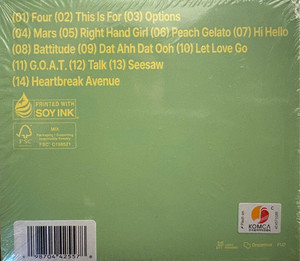 (01) Four (02) This Is For (03) Options
(04) Mars (05) Right Hand Girl (06) Peach Gelato (07) Hi Hello
(08) Battitude (09) Dat Ahh Dat Ooh (10) Let Love Go
(11) G.O.A.T. (12) Talk (13) Seesaw
(14) Heartbreak Avenue
PRINTED WITH
SOY INK
FSC
MIX
KOMCA